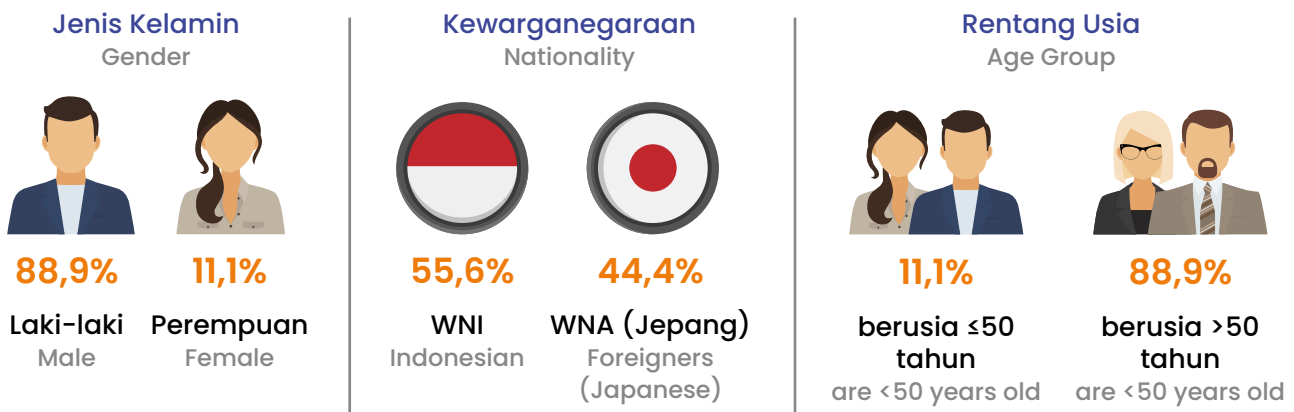 Jenis Kelamin
Gender
88,9%
Laki-laki
Male
11,1%
Perempuan
Female
Kewarganegaraan
Nationality
55,6%
WNI
Indonesian
44,4%
WNA (Jepang)
Foreigners
(Japanese)
Rentang Usia
Age Group
11,1%
berusia ≤50
tahun
are <50 years old
88,9%
berusia >50
tahun
are <50 years old